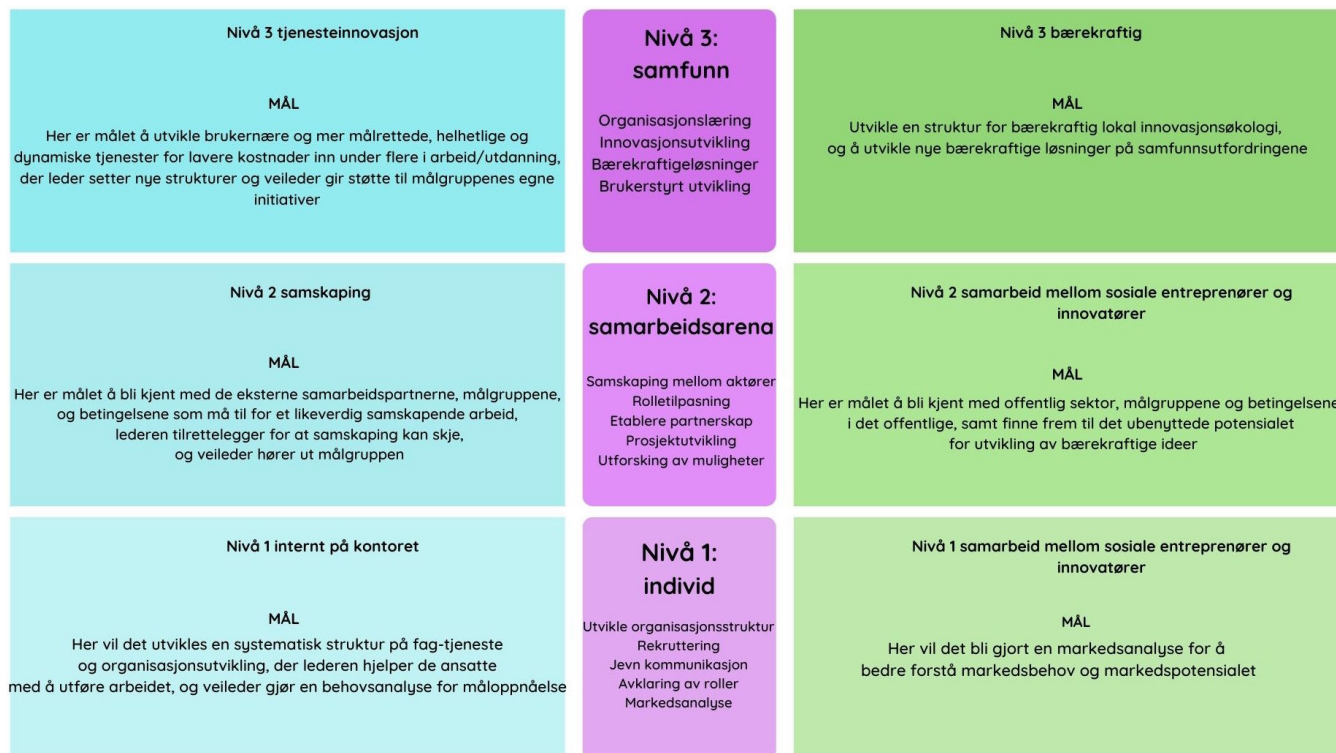 Nivå 3 tjenesteinnovasjon
MÅL
Her er målet å utvikle brukernære og mer målrettede, helhetlige og
dynamiske tjenester for lavere kostnader inn under flere i arbeid/utdanning,
der leder setter nye strukturer og veileder gir støtte til målgruppenes egne
initiativer
Nivå 3:
samfunn
Organisasjonslæring
Innovasjonsutvikling
Bærekraftigeløsninger
Brukerstyrt utvikling
Nivå 3 bærekraftig
MÅL
Utvikle en struktur for bærekraftig lokal innovasjonsøkologi,
og å utvikle nye bærekraftige løsninger på samfunnsutfordringene
Nivå 2 samskaping
MÅL
Her er målet å bli kjent med de eksterne samarbeidspartnerne, målgruppene,
og betingelsene som må til for et likeverdig samskapende arbeid,
lederen tilrettelegger for at samskaping kan skje,
og veileder hører ut målgruppen
Nivå 2:
samarbeidsarena
Samskaping mellom aktører
Rolletilpasning
Etablere partnerskap
Prosjektutvikling
Utforsking av muligheter
Nivå 2 samarbeid mellom sosiale entreprenører og
innovatører
MÅL
Her er målet å bli kjent med offentlig sektor, målgruppene og betingelsene
i det offentlige, samt finne frem til det ubenyttede potensialet
for utvikling av bærekraftige ideer
Nivå 1 internt på kontoret
MÅL
Her vil det utvikles en systematisk struktur på fag-tjeneste
og organisasjonsutvikling, der lederen hjelper de ansatte
med å utføre arbeidet, og veileder gjør en behovsanalyse for måloppnåelse
Nivå 1:
individ
Utvikle organisasjonsstruktur
Rekruttering
Jevn kommunikasjon
Avklaring av roller
Markedsanalyse
Nivå 1 samarbeid mellom sosiale entreprenører og
innovatører
MÅL
Her vil det bli gjort en markedsanalyse for å
bedre forstå markedsbehov og markedspotensialet